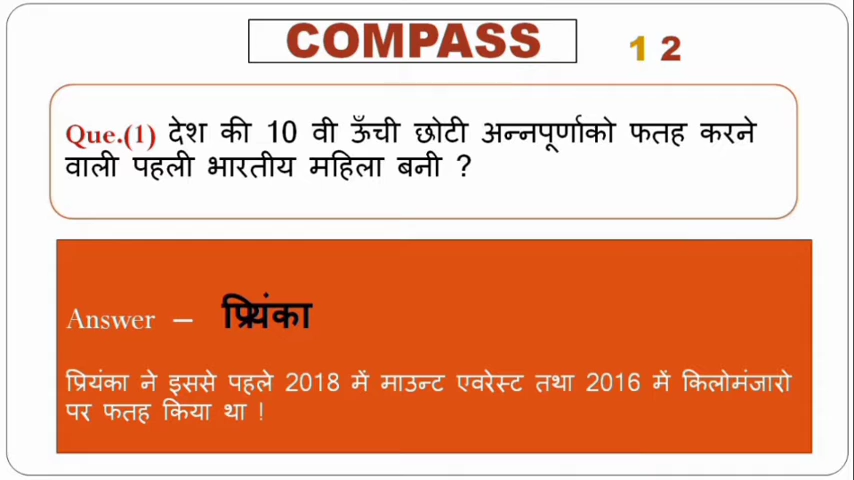 COMPASS
1 2
Que.(1) देश की 10 वी ऊँची छोटी अन्नपूर्णाको फतह करने
वाली पहली भारतीय महिला बनी ?
Answer – प्रियंका
प्रियंका ने इससे पहले 2018 में माउन्ट एवरेस्ट तथा 2016 में किलोमंजारो
पर फतह किया था !